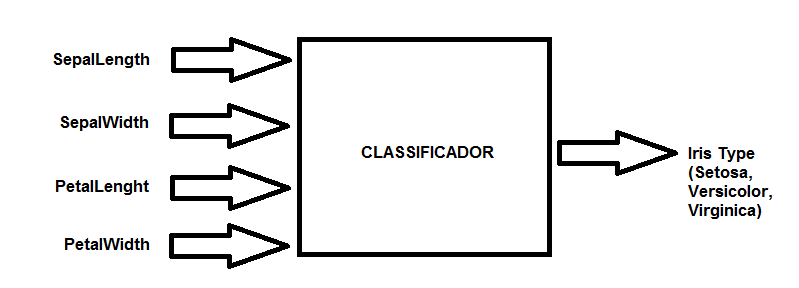 SepalLength
SepalWidth
PetalLenght
PetalWidth
CLASSIFICADOR
Iris Type
(Setosa,
Versicolor,
Virginica)